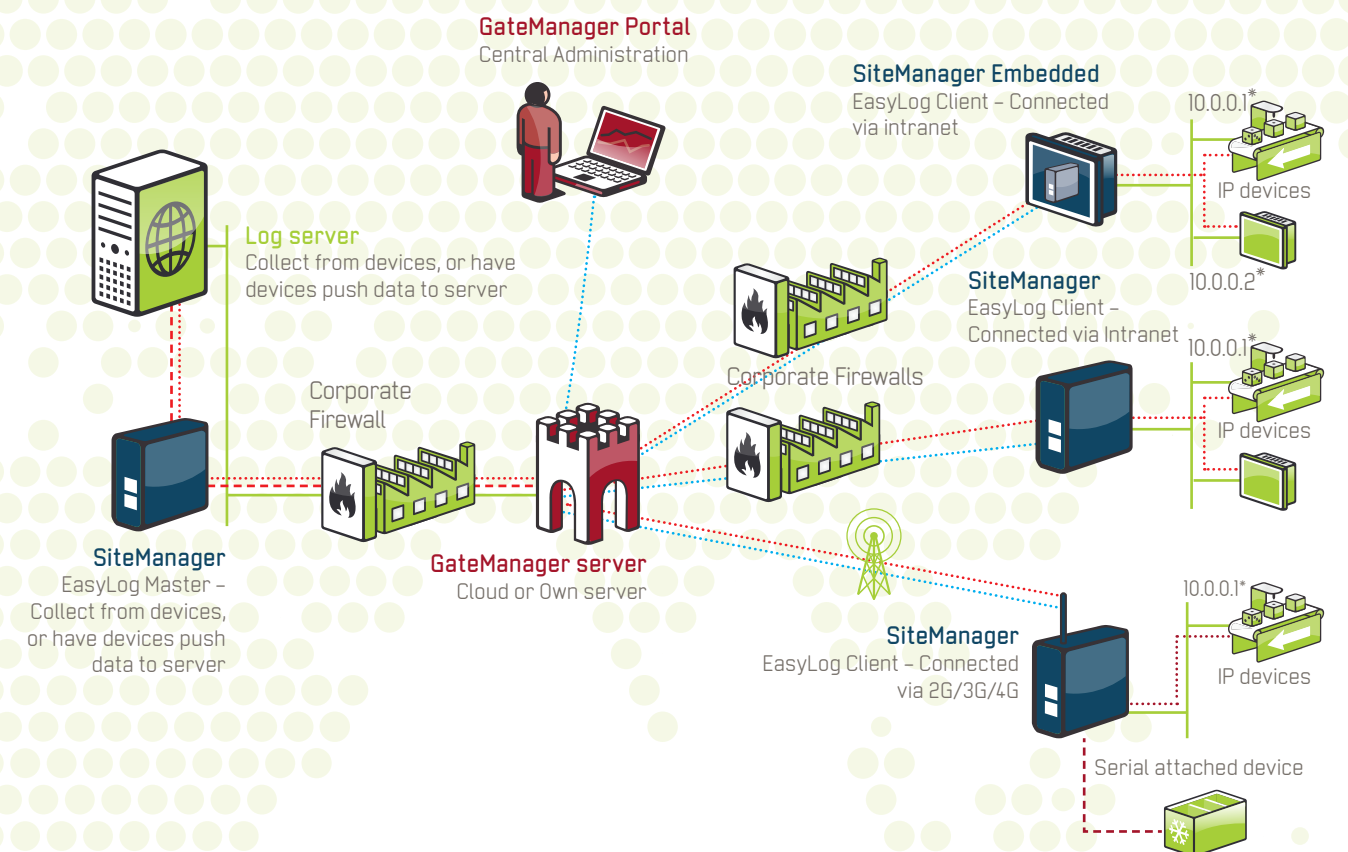 GateManager Portal
Central Administration
SiteManager Embedded
EasyLog Client – Connected
via intranet
10.0.0.1*
IP devices
10.0.0.2*
Log server
Collect from devices, or have
devices push data to server
SiteManager
EasyLog Client –
Connected via Intranet
10.0.0.1*
IP devices
Corporate
Firewall
Corporate Firewalls
SiteManager
EasyLog Master –
Collect from devices,
or have devices push
data to server
GateManager server
Cloud or Own server
SiteManager
EasyLog Client – Connected
via 2G/3G/4G
10.0.0.1*
IP devices
Serial attached device